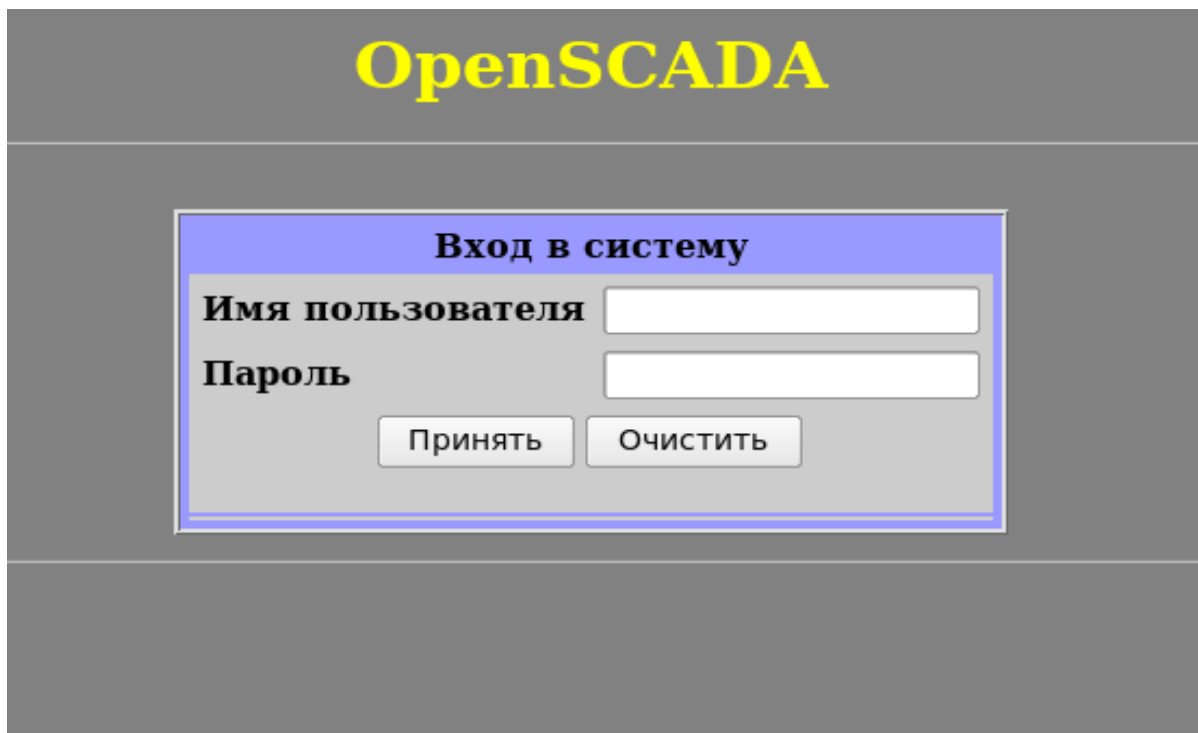 OpenSCADA
Вход в систему
Имя пользователя
Пароль
Принять Очистить